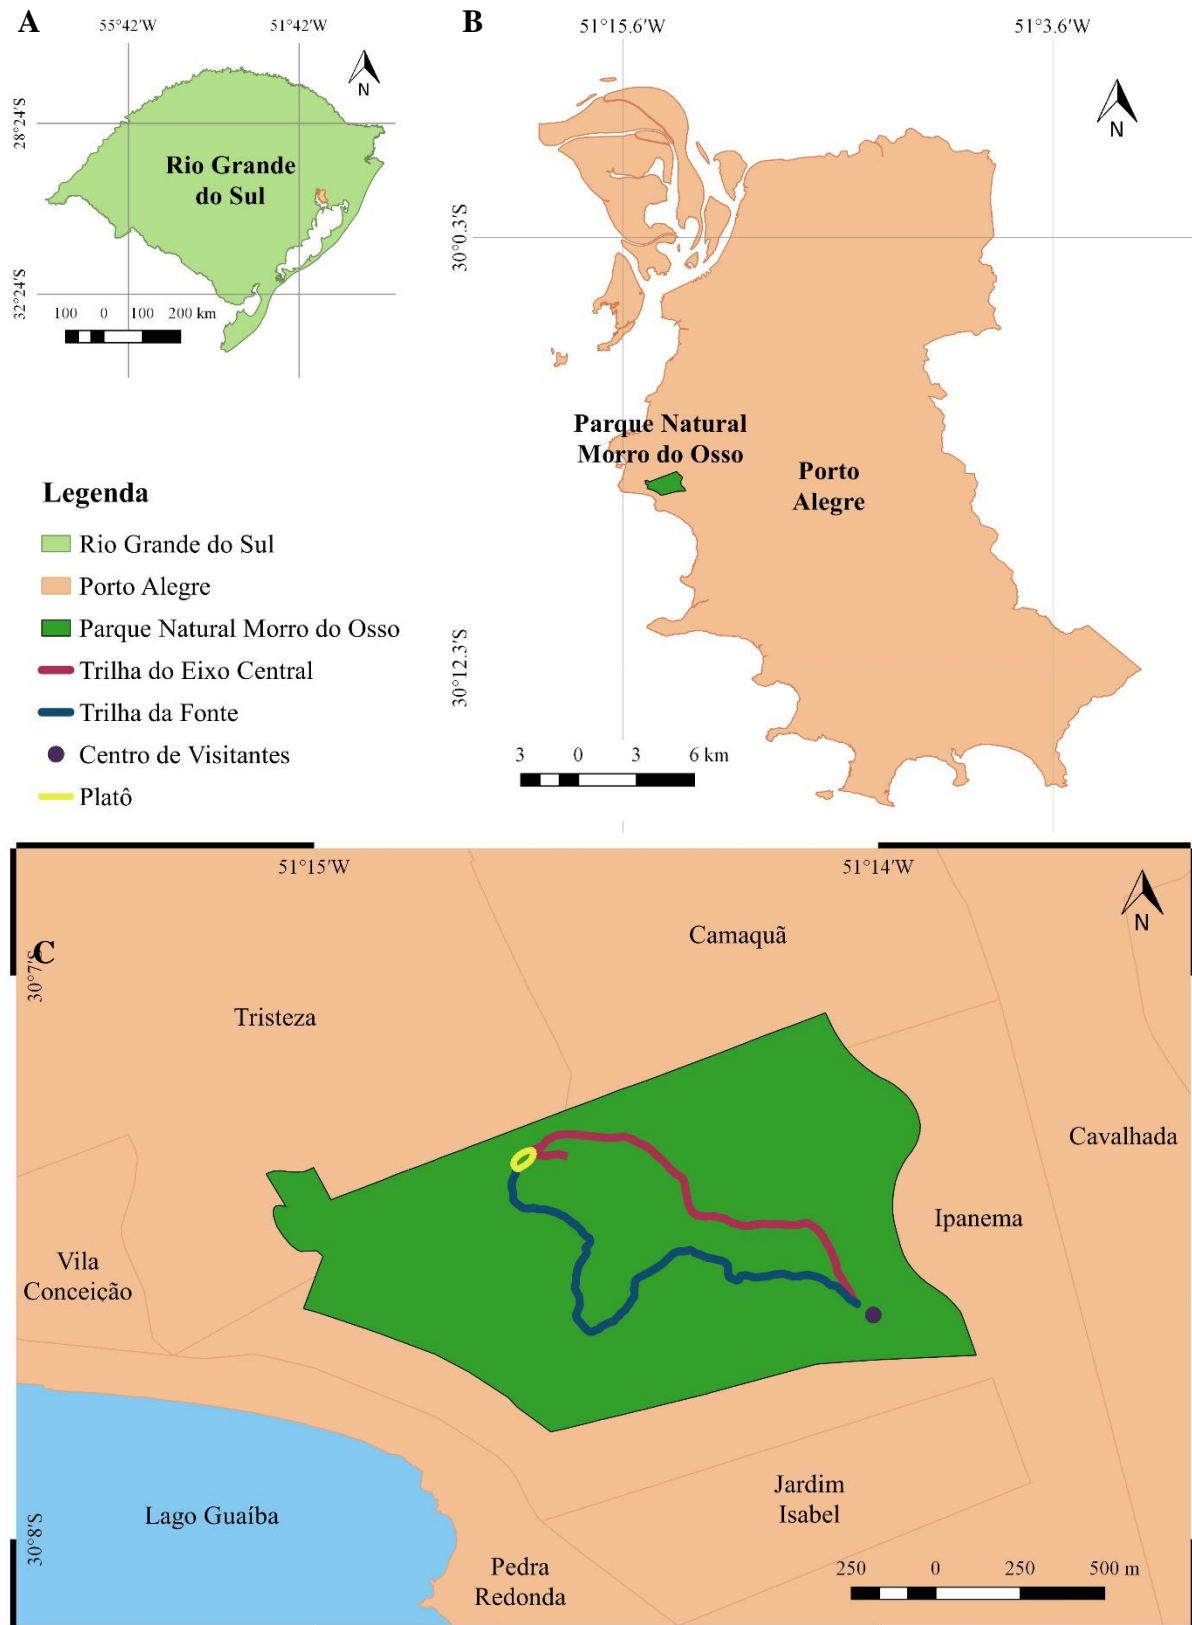 A
55°42'W
51°42'W
N
28°24'S
Rio Grande
do Sul
32°24'S
100 0 100 200 km
B
51°15.6'W
51°3.6'W
N
30°0.3'S
Parque Natural
Morro do Osso
Porto
Alegre
30°12.3'S
3 0 3 6 km
Legenda
Rio Grande do Sul
Porto Alegre
Parque Natural Morro do Osso
Trilha do Eixo Central
Trilha da Fonte
Centro de Visitantes
Platô
51°15'W
51°14'W
N
C
30°7'S
Camaquã
Tristeza
Cavalhada
Ipanema
Vila
Conceição
Jardim
Isabel
Lago Guaíba
30°8'S
Pedra
Redonda
250 0 250 500 m